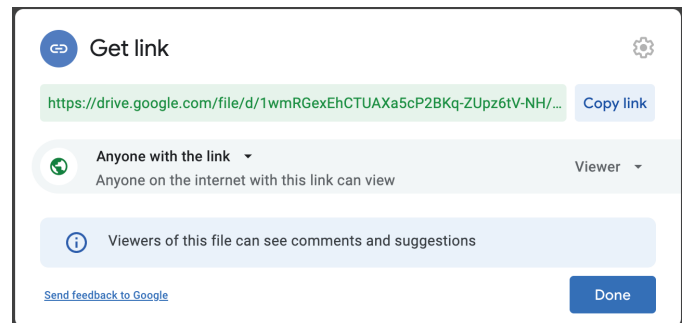 Get link
https://drive.google.com/file/d/1wmRGexEhCTUAXa5cP2BKq-ZUpz6tV-NH/... Copy link
Anyone with the link
Viewer
Anyone on the internet with this link can view
Viewers of this file can see comments and suggestions
Send feedback to Google
Done